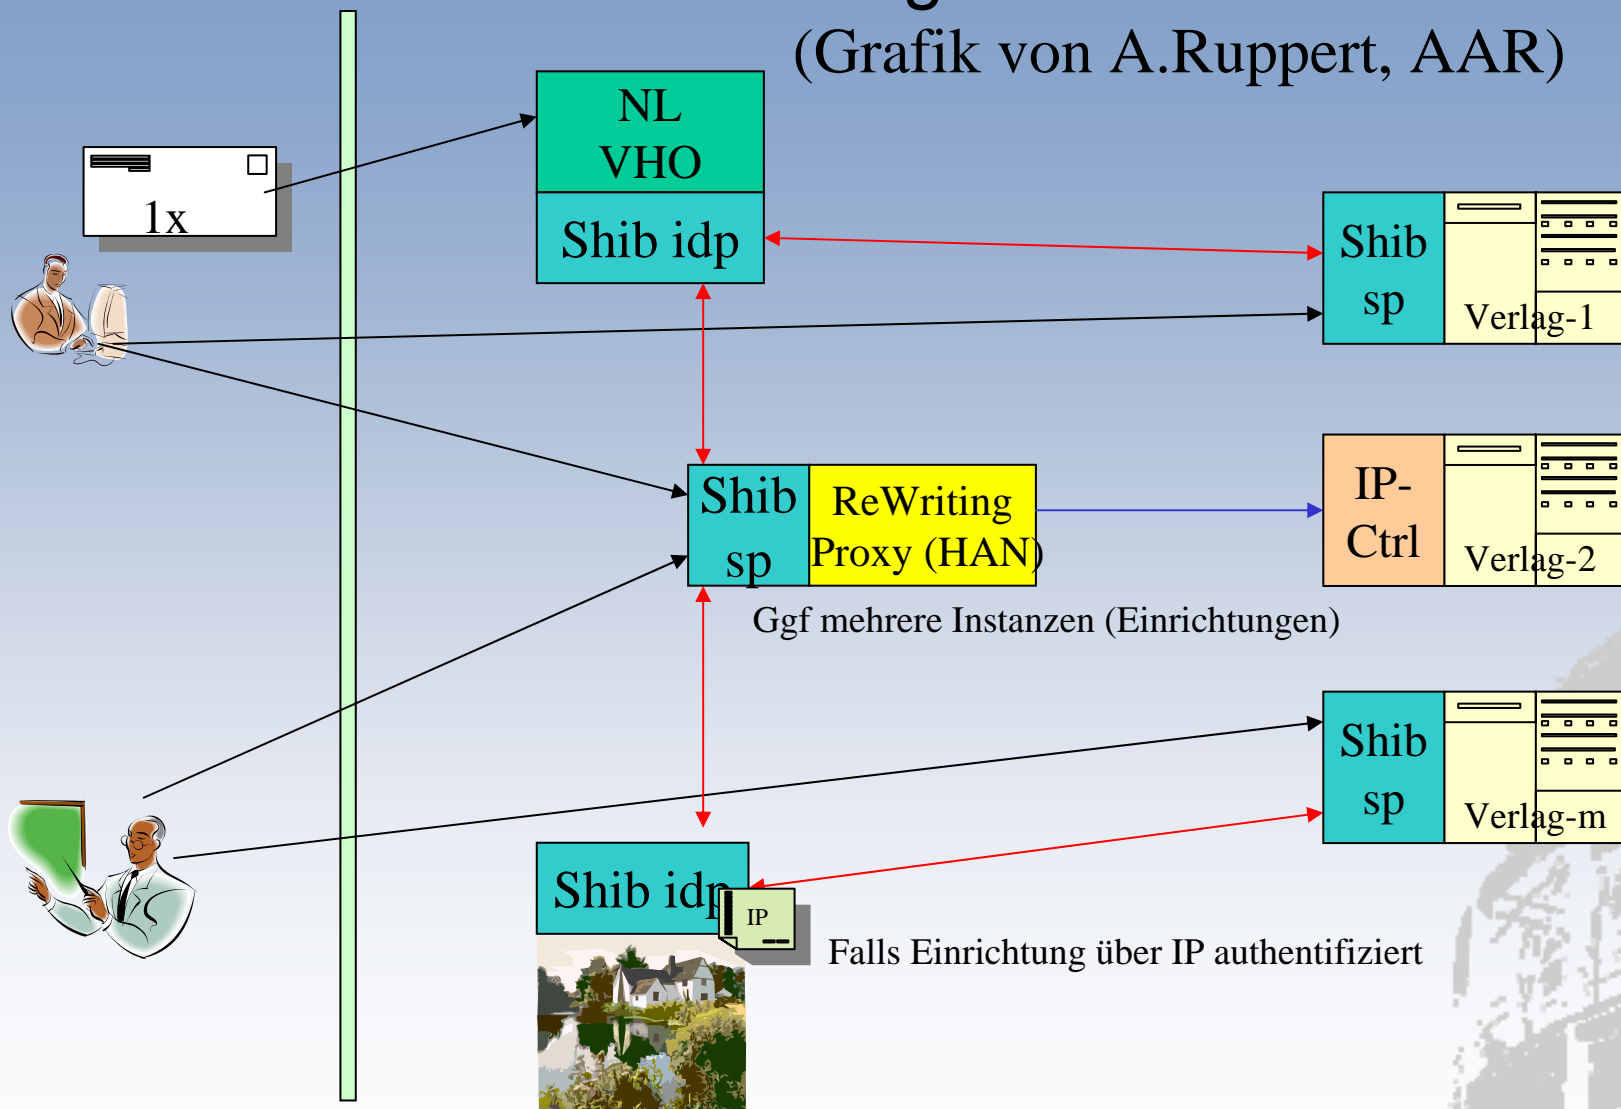 (Grafik von A.Ruppert, AAR)
NL
VHO
1x
Shib idp
Shib
sp
Verlag-1
Shib
sp
ReWriting
Proxy (HAN)
IP-
Ctrl
Verlag-2
Ggf mehrere Instanzen (Einrichtungen)
Shib
sp
Verlag-m
Shib idp
IP
Falls Einrichtung über IP authentifiziert